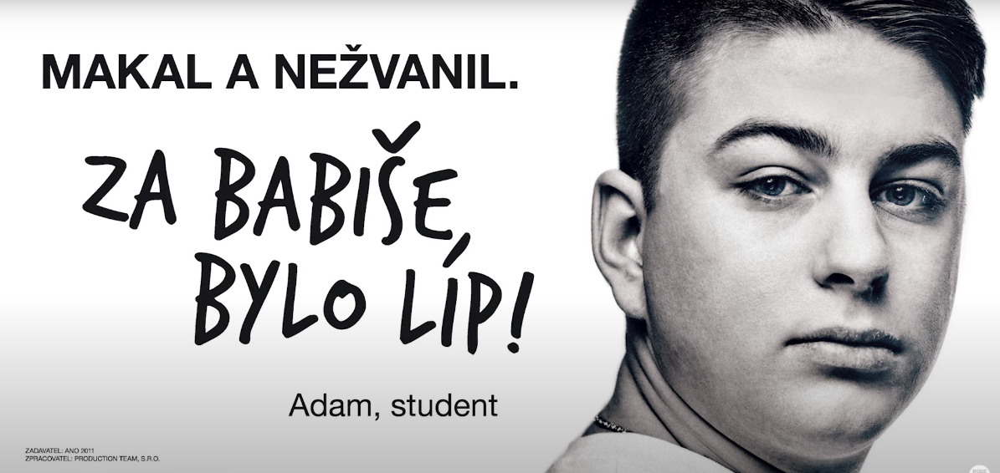 MAKAL A NEŽVANIL.
ZA BABIŠE,
BYLO LÍP!
Adam, student
ZADAVATEL: ANO 2011
ZPRACOVATEL: PRODUCTION TEAM, S.R.O.